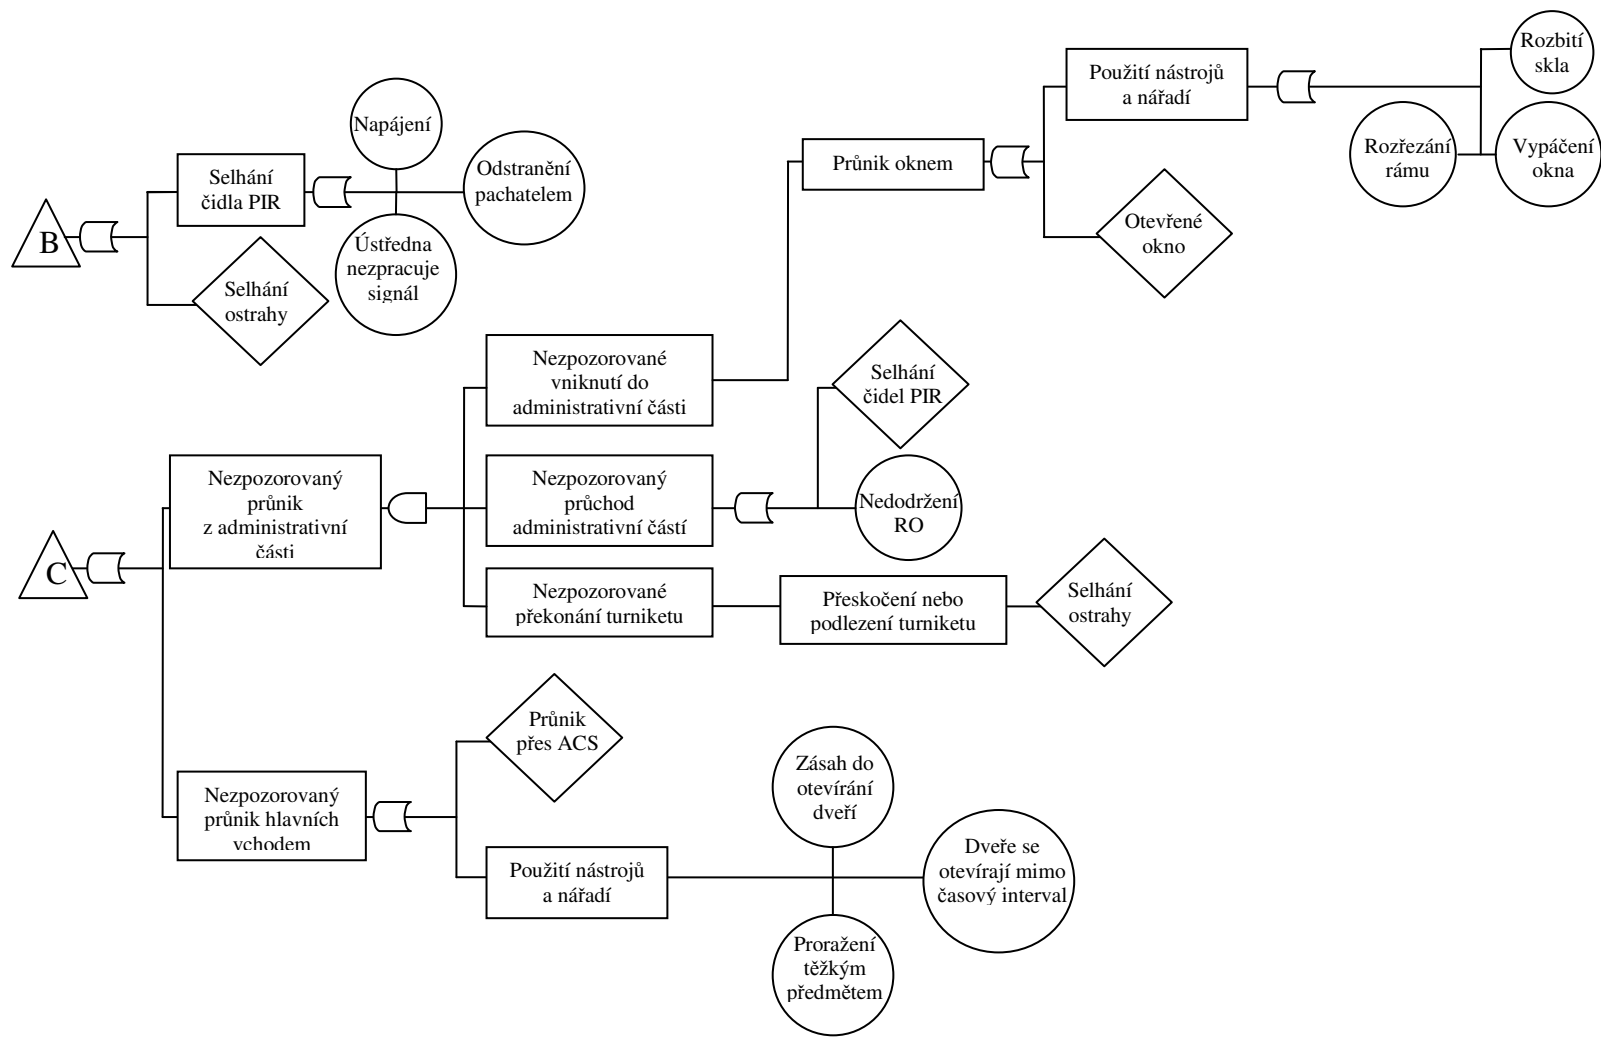 Rozbití
skla
Použití nástrojů
a nářadí
Napájení
Rozřezání
rámu
Vypáčení
okna
Průnik oknem
Odstranění
pachatelem
Selhání
čidla PIR
B
Otevřené
okno
Ústředna
nezpracuje
signál
Selhání
ostrahy
Nezpozorované
vniknutí do
administrativní části
Selhání
čidel PIR
Nezpozorovaný
průnik
z administrativní
části
Nezpozorovaný
průchod
administrativní částí
Nedodržení
RO
C
Nezpozorované
překonání turniketu
Přeskočení nebo
podlezení turniketu
Selhání
ostrahy
Průnik
přes ACS
Zásah do
otevírání
dveří
Nezpozorovaný
průnik hlavních
vchodem
Použití nástrojů
a nářadí
Dveře se
otevírají mimo
časový interval
Proražení
těžkým
předmětem